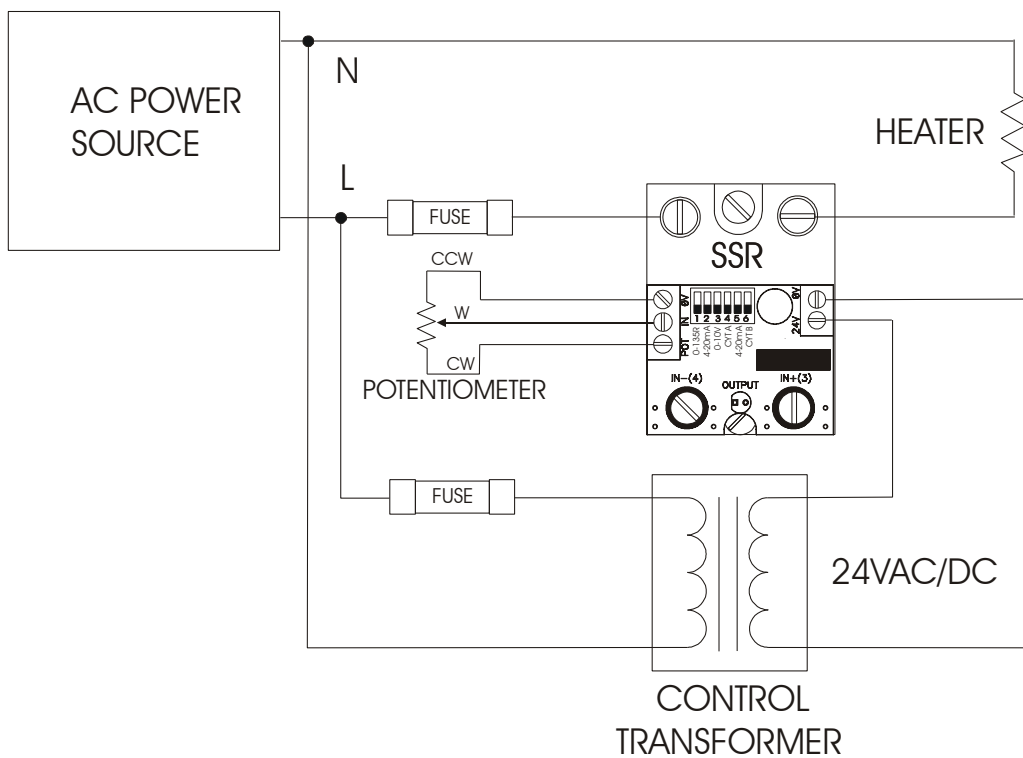 N
AC POWER
SOURCE
HEATER
L
FUSE
SSR
CCW
W
CW
POTENTIOMETER
0V
IN
POT
1 2 3 4 5 6
0-135R
4-20mA
0-10V
CYTA
4-20mA
CYTB
0V
24V
IN-(4)
OUTPUT
IN+(3)
FUSE
24VAC/DC
CONTROL
TRANSFORMER